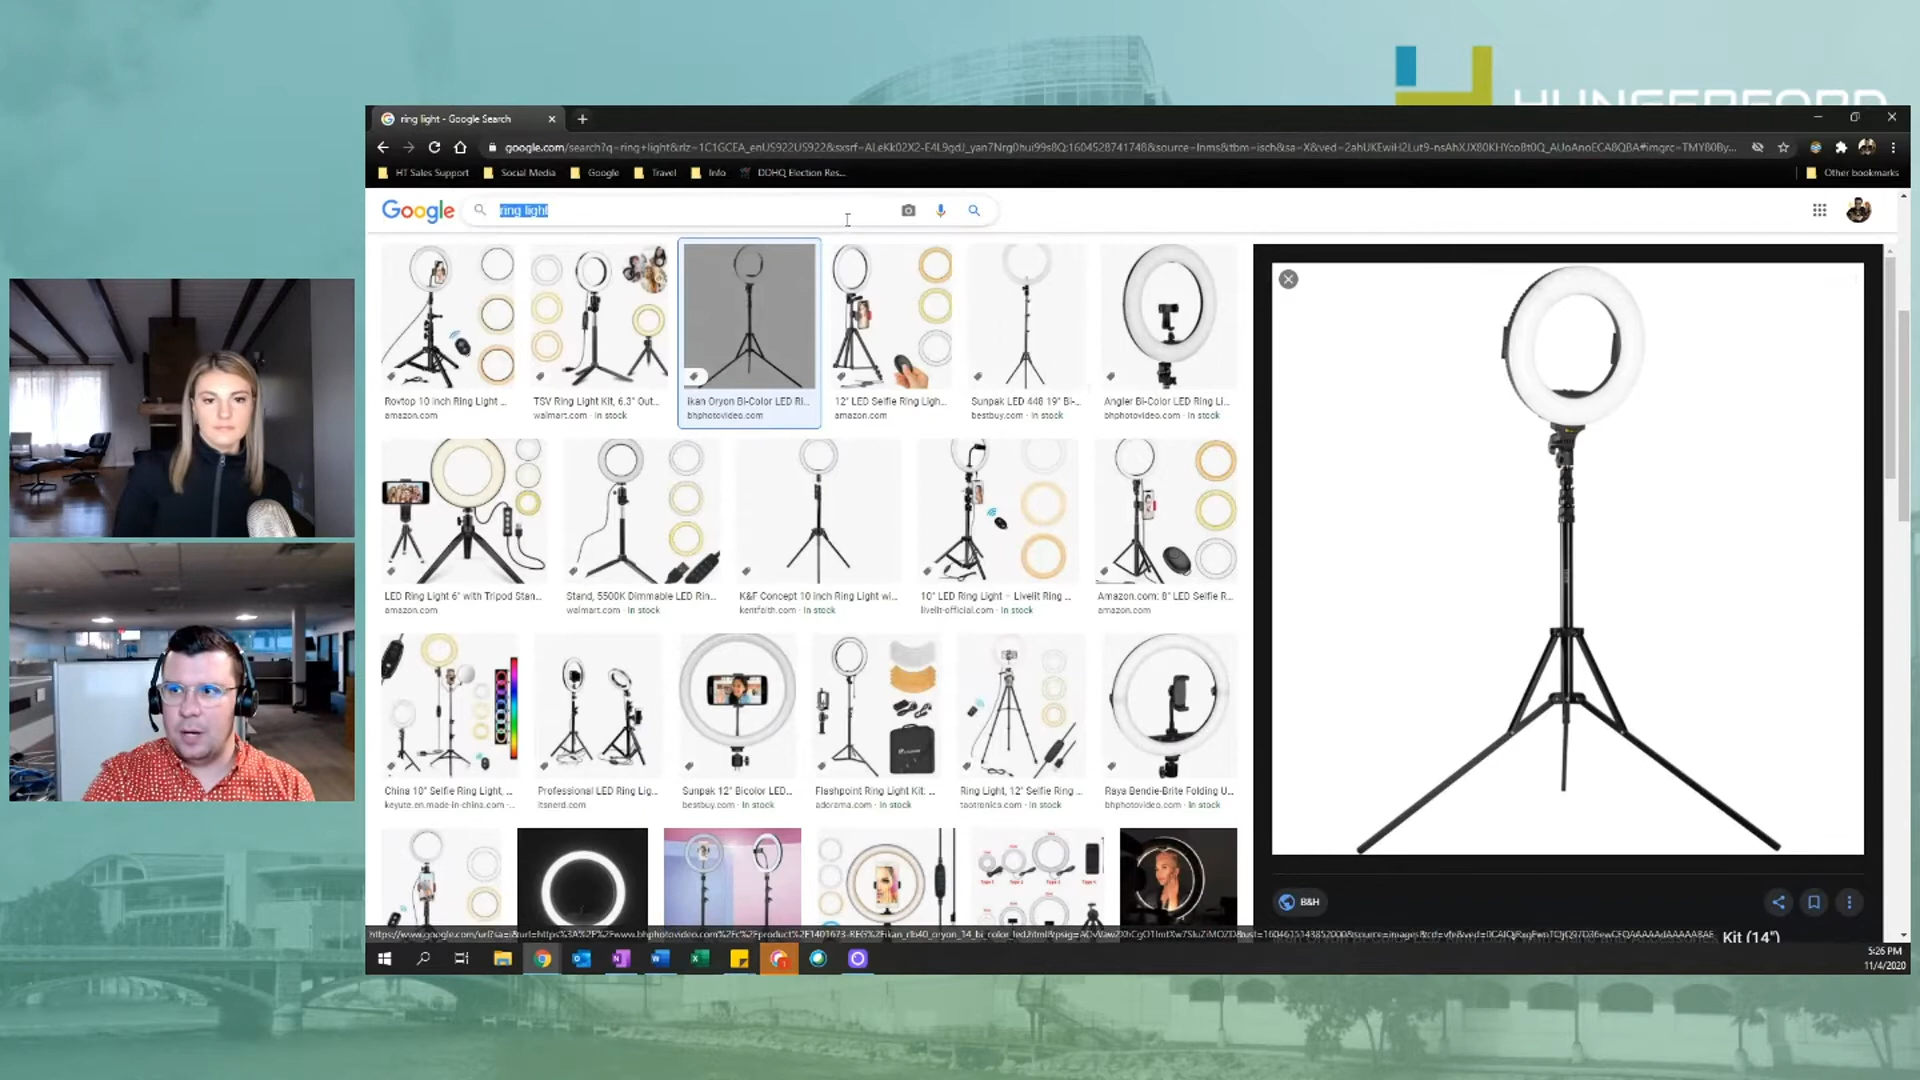 HUNGERFORD
ring light - Google Search
HT Sales Support
Social Media
Google
Travel
Info
DDHQ Election Res...
Other bookmarks
Google
ring light
Rovtop 10 inch Ring Light ...
amazon.com
TSV Ring Light Kit, 6.3" Out...
walmart.com - In stock
ikan Oryon Bi-Color LED Ri...
bhphotovideo.com
12" LED Selfie Ring Ligh...
amazon.com
Sunpak LED 448 19" Bi-...
bestbuy.com - In stock
Angler Bi-Color LED Ring Li...
bhphotovideo.com - In stock
LED Ring Light 6" with Tripod Stan...
amazon.com
Stand, 5500K Dimmable LED Rin...
walmart.com - In stock
K&F Concept 10 inch Ring Light wi...
kentfaith.com - In stock
10" LED Ring Light – Livelit Ring ...
livelit-official.com - In stock
Amazon.com: 8" LED Selfie R...
amazon.com
China 10" Selfie Ring Light, ...
keyute.en.made-in-china.com - ...
Professional LED Ring Lig...
itsnerd.com
Sunpak 12" Bicolor LED...
bestbuy.com - In stock
Flashpoint Ring Light Kit: ...
adorama.com - In stock
Ring Light, 12" Selfie Ring ...
taotronics.com - In stock
Raya Bendie-Brite Folding U...
bhphotovideo.com - In stock
B&H
Kit (14")
5:26 PM
11/4/2020